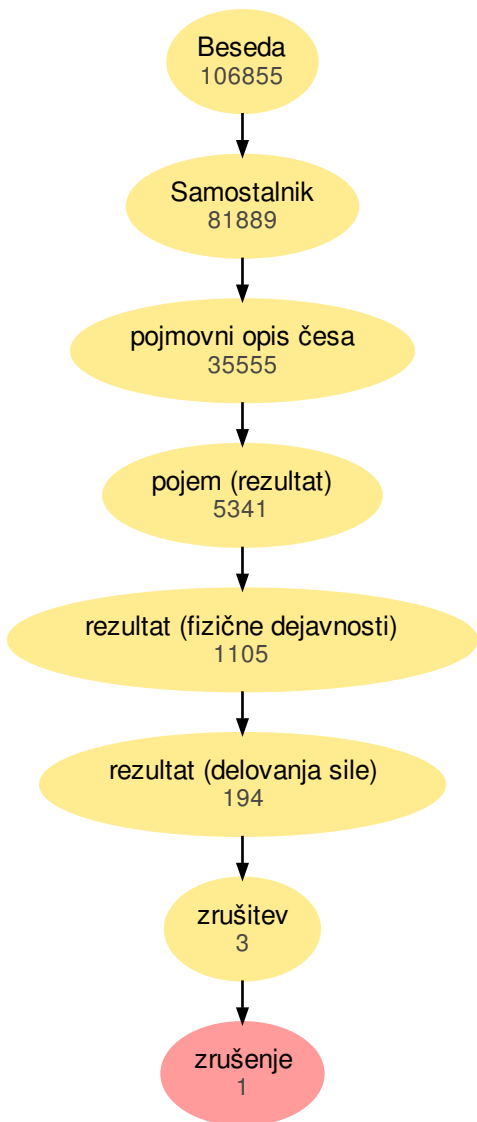 Beseda
106855
Samostalnik
81889
pojmovni opis česa
35555
pojem (rezultat)
5341
rezultat (fizične dejavnosti)
1105
rezultat (delovanja sile)
194
zrušitev
3
zrušenje
1